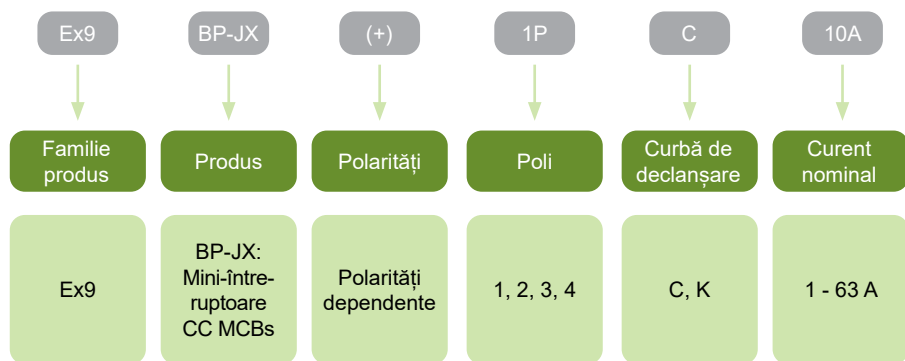 Ex9
BP-JX
(+)
1P
C
10A
Familie
produs
Produs
Polarități
Poli
Curbă de
declanșare
Curent
nominal
Ex9
BP-JX:
Mini-între-
ruptoare
CC MCBs
Polarități
dependente
1, 2, 3, 4
C, K
1 - 63 A